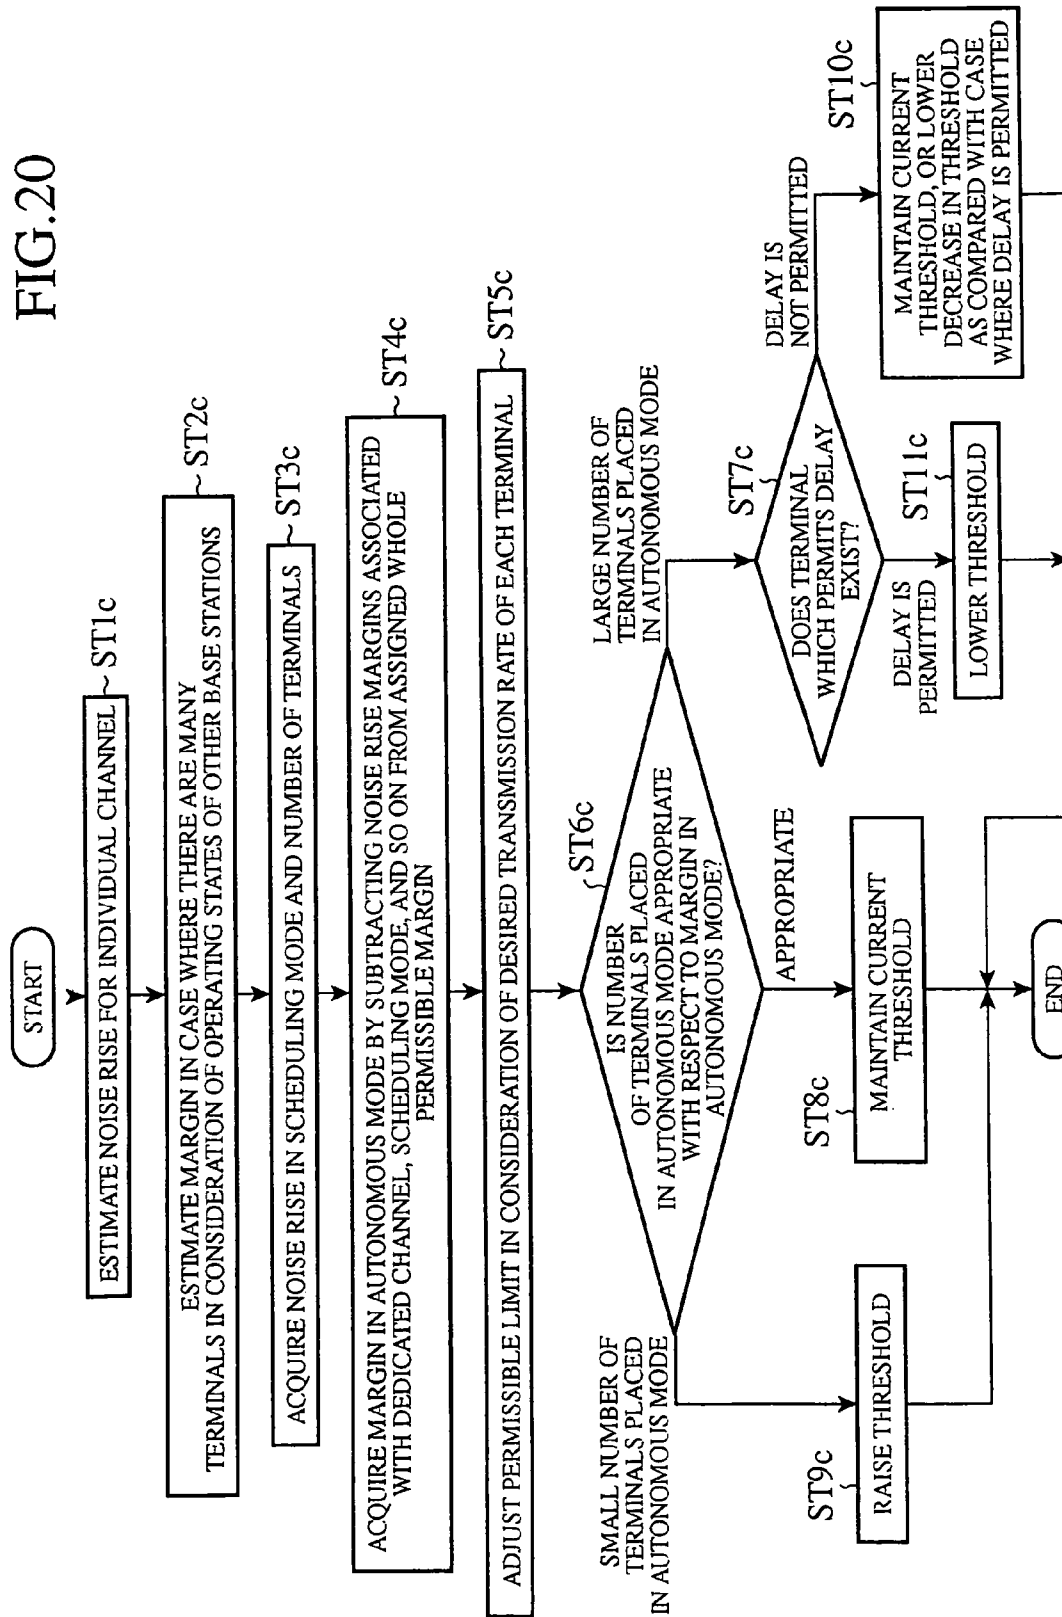 FIG.20
START
ESTIMATE NOISE RISE FOR INDIVIDUAL CHANNEL
ST1c
ESTIMATE MARGIN IN CASE WHERE THERE ARE MANY
TERMINALS IN CONSIDERATION OF OPERATING STATES OF OTHER BASE STATIONS
ST2c
ACQUIRE NOISE RISE IN SCHEDULING MODE AND NUMBER OF TERMINALS
ST3c
ACQUIRE MARGIN IN AUTONOMOUS MODE BY SUBTRACTING NOISE RISE MARGINS ASSOCIATED
WITH DEDICATED CHANNEL, SCHEDULING MODE, AND SO ON FROM ASSIGNED WHOLE
PERMISSIBLE MARGIN
ST4c
ADJUST PERMISSIBLE LIMIT IN CONSIDERATION OF DESIRED TRANSMISSION RATE OF EACH TERMINAL
ST5c
ST6c
IS NUMBER
OF TERMINALS PLACED
IN AUTONOMOUS MODE APPROPRIATE
WITH RESPECT TO MARGIN IN
AUTONOMOUS MODE?
SMALL NUMBER OF
TERMINALS PLACED
IN AUTONOMOUS MODE
APPROPRIATE
LARGE NUMBER OF
TERMINALS PLACED
IN AUTONOMOUS MODE
ST7c
DOES TERMINAL
WHICH PERMITS DELAY
EXIST?
DELAY IS
NOT PERMITTED
DELAY IS
PERMITTED
ST9c
RAISE THRESHOLD
ST8c
MAINTAIN CURRENT
THRESHOLD
ST11c
LOWER THRESHOLD
ST10c
MAINTAIN CURRENT
THRESHOLD, OR LOWER
DECREASE IN THRESHOLD
AS COMPARED WITH CASE
WHERE DELAY IS PERMITTED
END